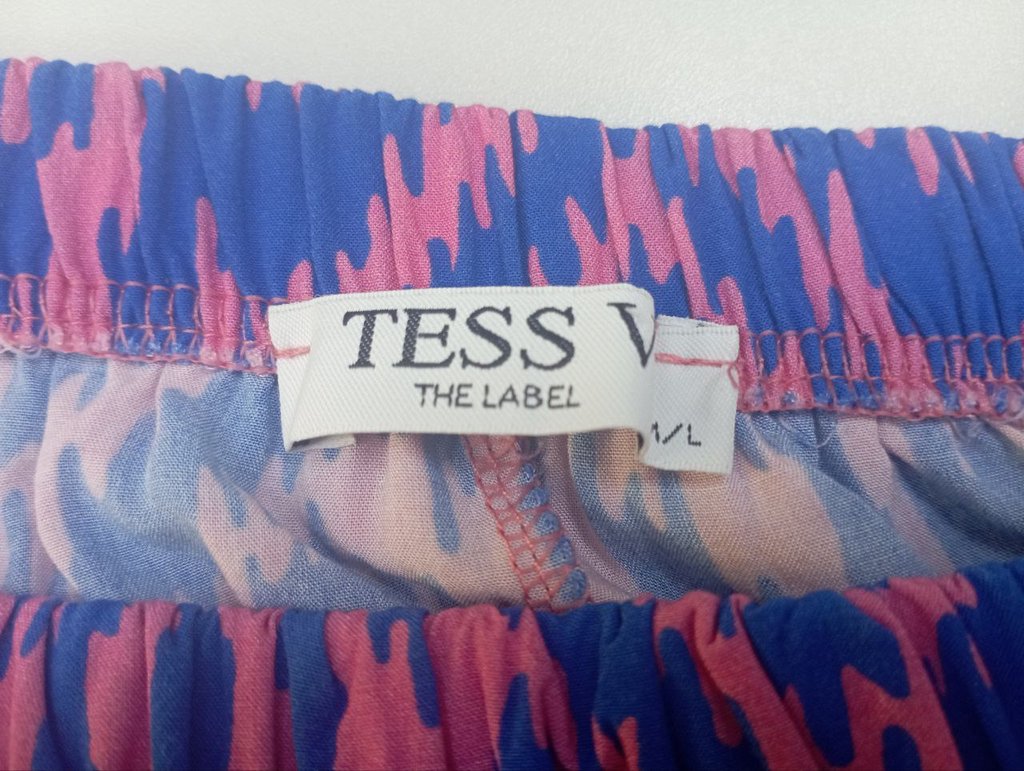 TESS V
THE LABEL
M/L